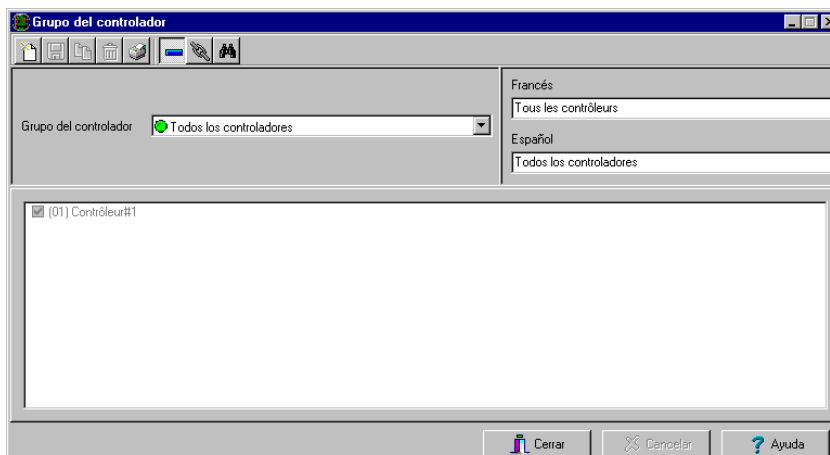 Grupo del controlador
Francés
Tous les contrôleurs
Grupo del controlador Todos los controladores
Español
Todos los controladores
(01) Contrôleur#1
Cerrar Cancelar Ayuda